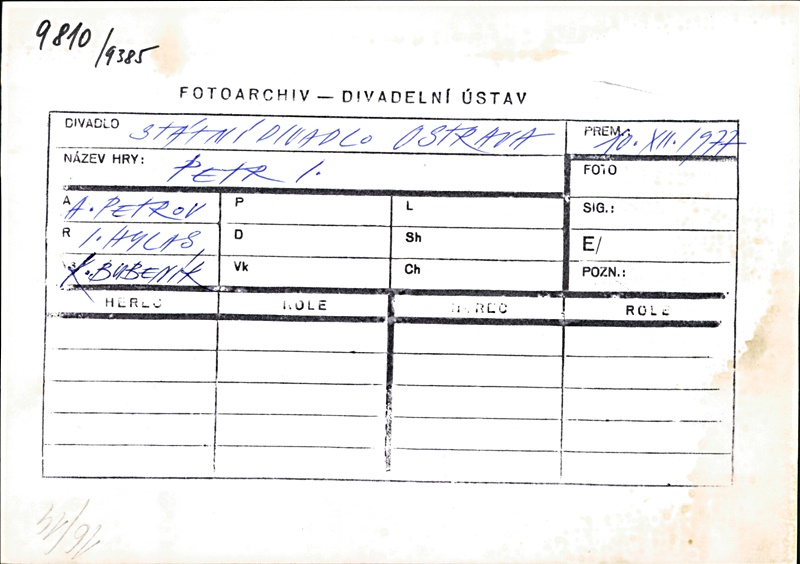 9810/9385
FOTOARCHIV — DIVADELNÍ ÚSTAV
DIVADLO STÁTNÍ DIVADLO OSTRAVA PREM. 10. XII. 1977
NÁZEV HRY: PETR I. FOTO
A A. PETROV P L SIG.:
R I. HYLAS D Sh E/
K. BUBENÍK Vk Ch POZN.:
HEREC ROLE HEREC ROLE